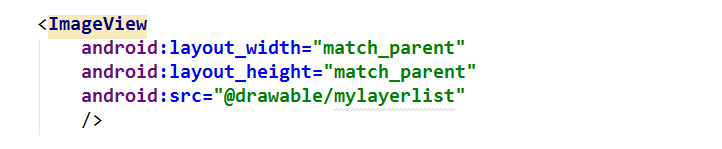 <ImageView
android:layout_width="match_parent"
android:layout_height="match_parent"
android:src="@drawable/mylayerlist"
/>